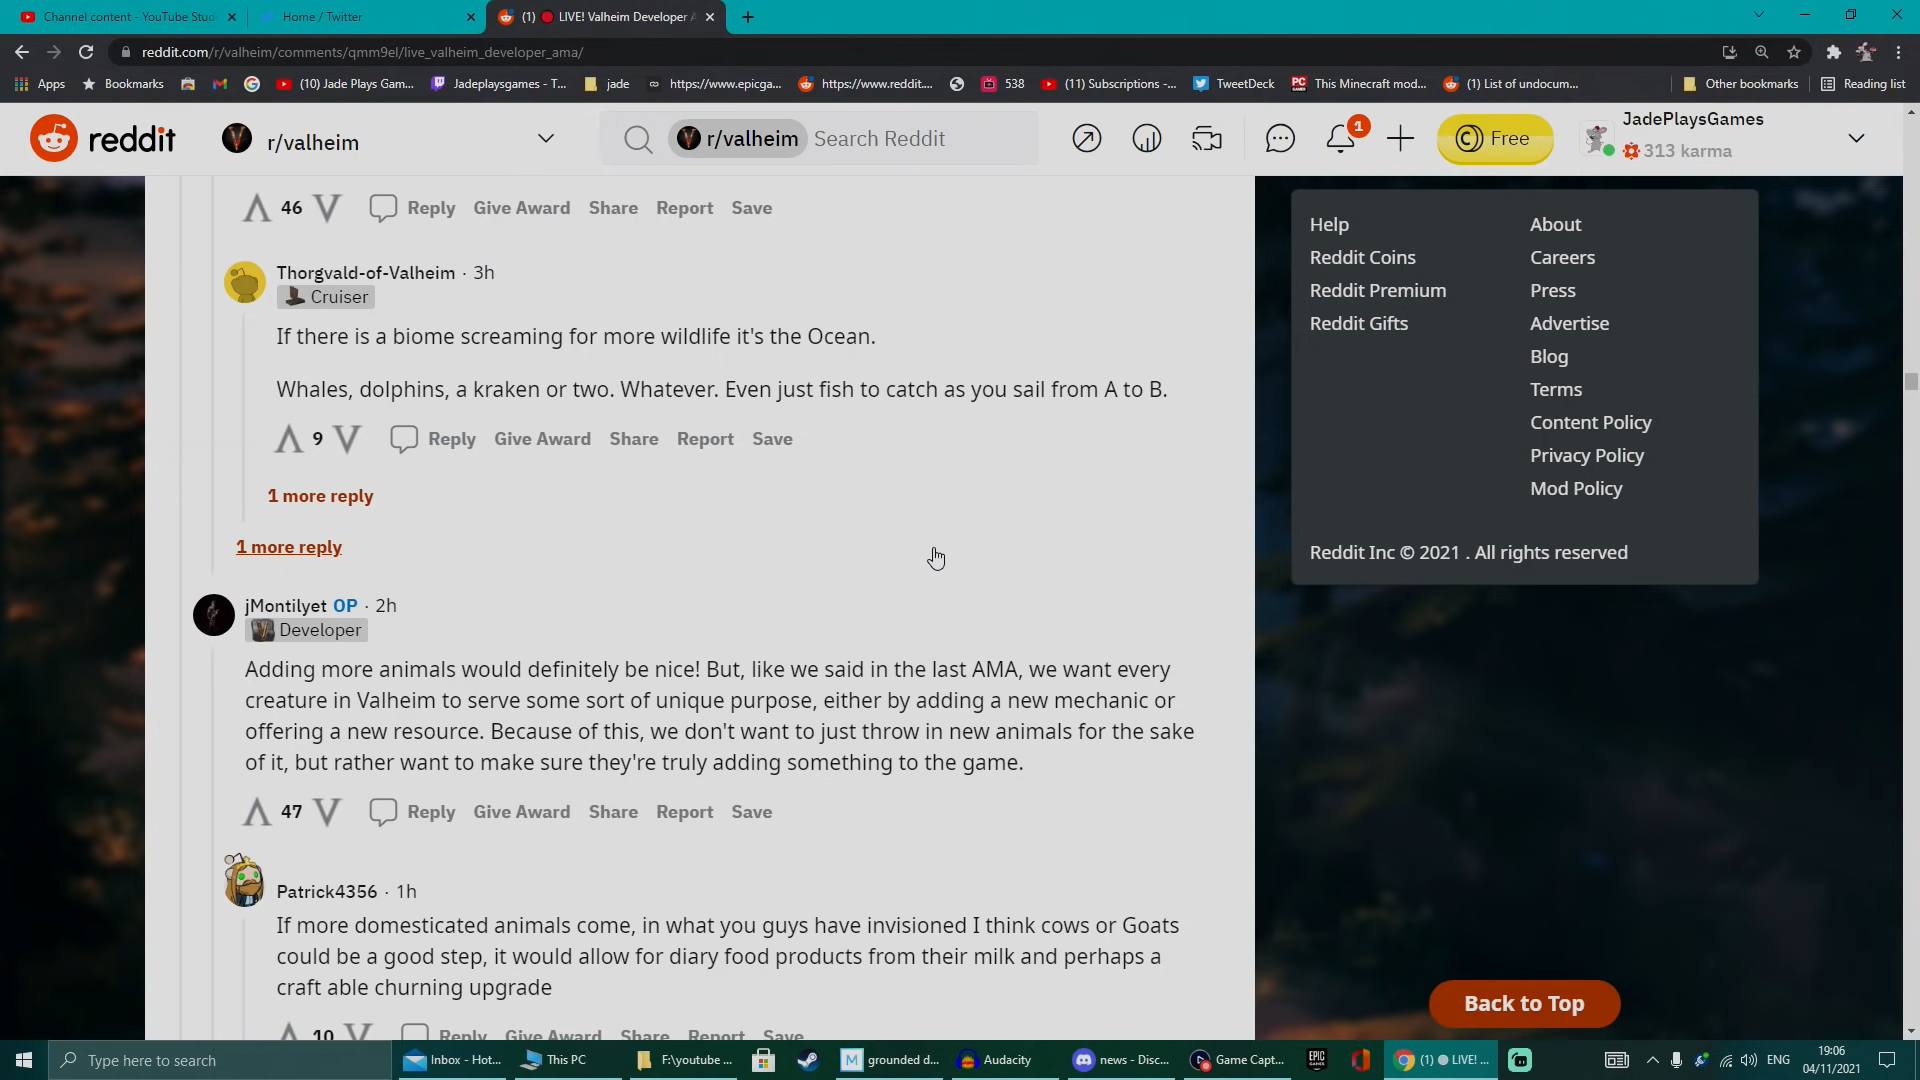 Channel content - YouTube Stud
Home / Twitter
(1) LIVE! Valheim Developer A
reddit.com/r/valheim/comments/qmm9el/live_valheim_developer_ama/
Apps
Bookmarks
(10) Jade Plays Gam...
Jadeplaysgames - T...
jade
https://www.epicga...
https://www.reddit....
538
(11) Subscriptions -...
TweetDeck
This Minecraft mod...
(1) List of undocum...
Other bookmarks
Reading list
reddit
r/valheim
r/valheim
Search Reddit
1
Free
JadePlaysGames
313 karma
46
Reply
Give Award
Share
Report
Save
Thorgvald-of-Valheim · 3h
Cruiser
If there is a biome screaming for more wildlife it's the Ocean.
Whales, dolphins, a kraken or two. Whatever. Even just fish to catch as you sail from A to B.
9
Reply
Give Award
Share
Report
Save
1 more reply
1 more reply
jMontilyet OP · 2h
Developer
Adding more animals would definitely be nice! But, like we said in the last AMA, we want every
creature in Valheim to serve some sort of unique purpose, either by adding a new mechanic or
offering a new resource. Because of this, we don't want to just throw in new animals for the sake
of it, but rather want to make sure they're truly adding something to the game.
47
Reply
Give Award
Share
Report
Save
Patrick4356 · 1h
If more domesticated animals come, in what you guys have invisioned I think cows or Goats
could be a good step, it would allow for diary food products from their milk and perhaps a
craft able churning upgrade
10
Reply
Give Award
Share
Report
Save
Help
Reddit Coins
Reddit Premium
Reddit Gifts
About
Careers
Press
Advertise
Blog
Terms
Content Policy
Privacy Policy
Mod Policy
Reddit Inc © 2021 . All rights reserved
Back to Top
Type here to search
Inbox - Hot...
This PC
F:\youtube ...
grounded d...
Audacity
news - Disc...
Game Capt...
EPIC
(1) LIVE! ...
ENG
19:06
04/11/2021